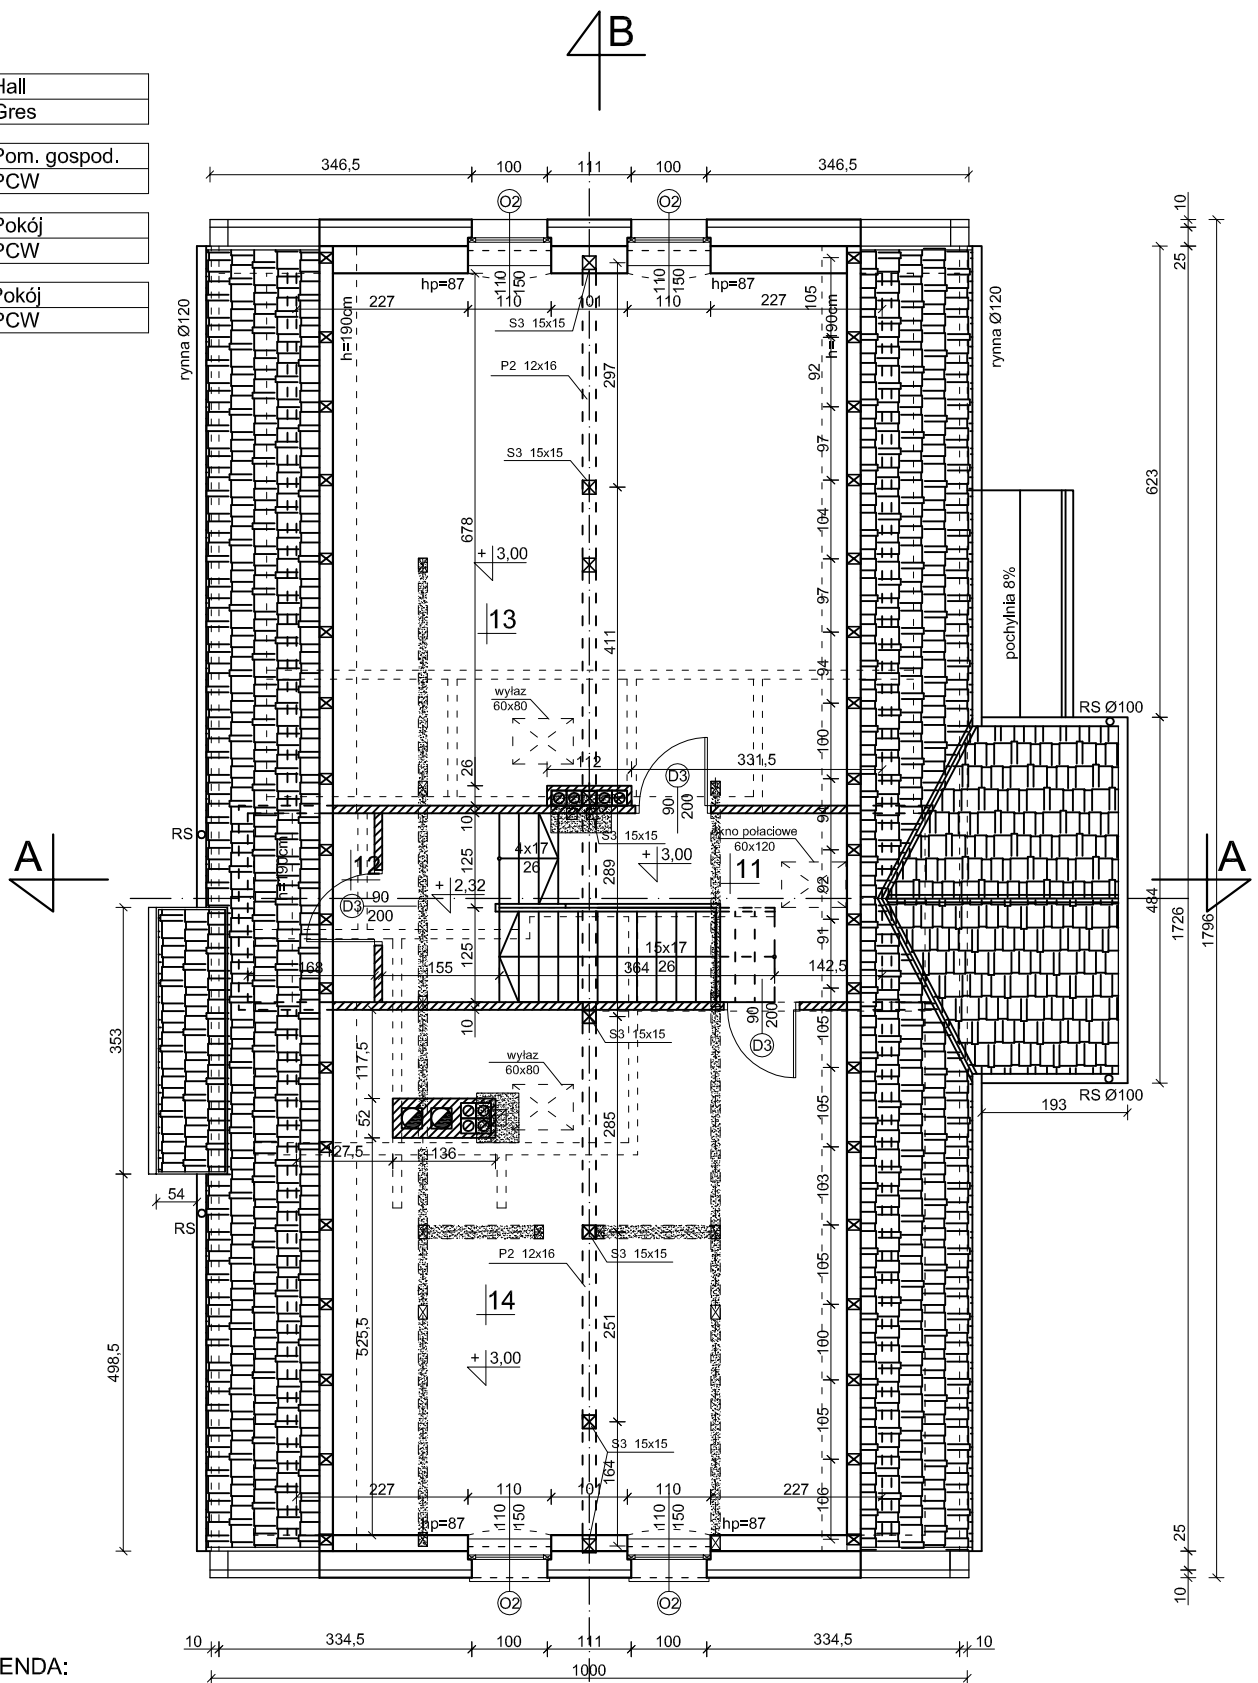 B
Hall
Gres
Pom. gospod.
PCW
Pokój
PCW
Pokój
PCW
346,5
100
111
100
346,5
O2
O2
10
25
hp=87
110
150
110
150
hp=87
227
110
101
110
227
105
rynna Ø120
rynna Ø120
h=190cm
h=190cm
S3 15x15
P2 12x16
297
92
97
S3 15x15
623
678
104
+ 3,00
97
pochylnia 8%
13
411
94
wyłaz
60x80
RS Ø100
100
26
112
331,5
D3
90
200
RS
10
S3 15x15
A
12
125
4x17
26
289
+ 3,00
11
okno połaciowe
60x120
A
h=190cm
+ 2,32
D3
90
200
92
484
1726
1796
91
125
15x17
26
168
155
364
142,5
10
S3 15x15
90
200
D3
105
353
117,5
wyłaz
60x80
RS Ø100
193
52
285
105
127,5
136
103
54
RS
P2 12x16
S3 15x15
105
14
251
525,5
100
+ 3,00
498,5
105
S3 15x15
164
227
110
101
110
227
106
hp=87
110
150
110
150
hp=87
25
10
O2
O2
10
334,5
100
111
100
334,5
10
1000
ENDA: